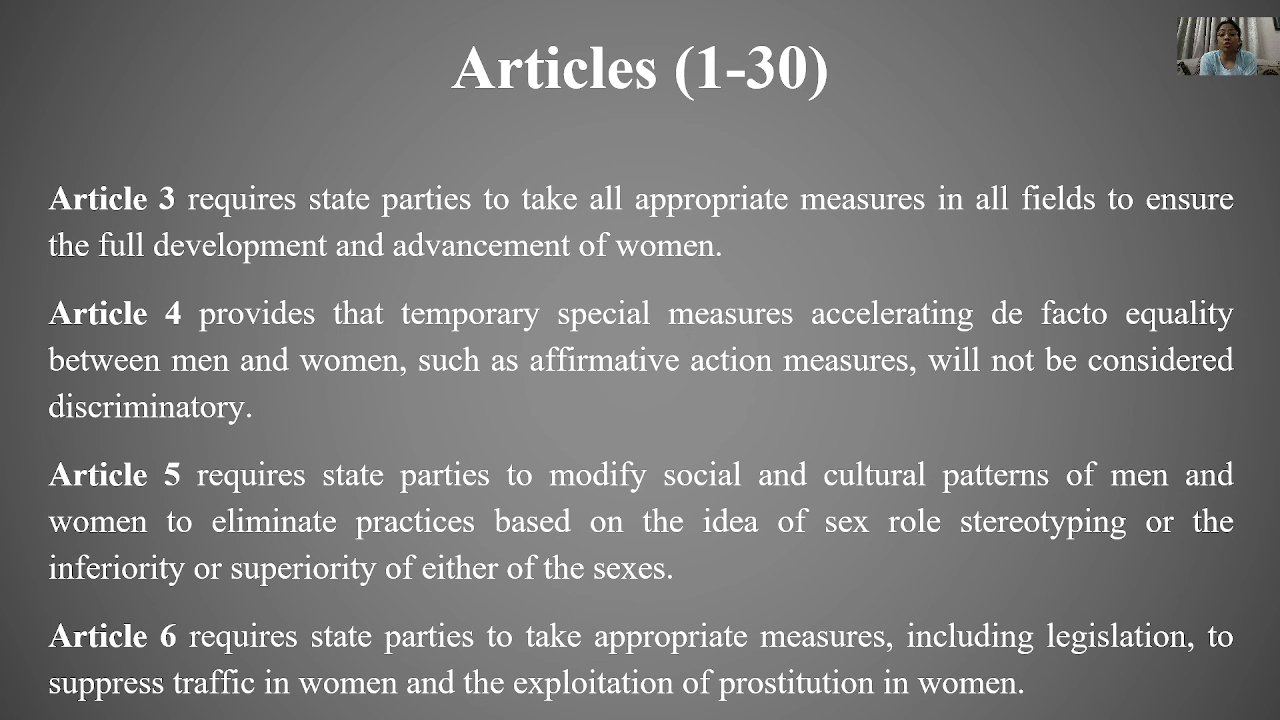 Articles (1-30)
Article 3 requires state parties to take all appropriate measures in all fields to ensure
the full development and advancement of women.
Article 4 provides that temporary special measures accelerating de facto equality
between men and women, such as affirmative action measures, will not be considered
discriminatory.
Article 5 requires state parties to modify social and cultural patterns of men and
women to eliminate practices based on the idea of sex role stereotyping or the
inferiority or superiority of either of the sexes.
Article 6 requires state parties to take appropriate measures, including legislation, to
suppress traffic in women and the exploitation of prostitution in women.